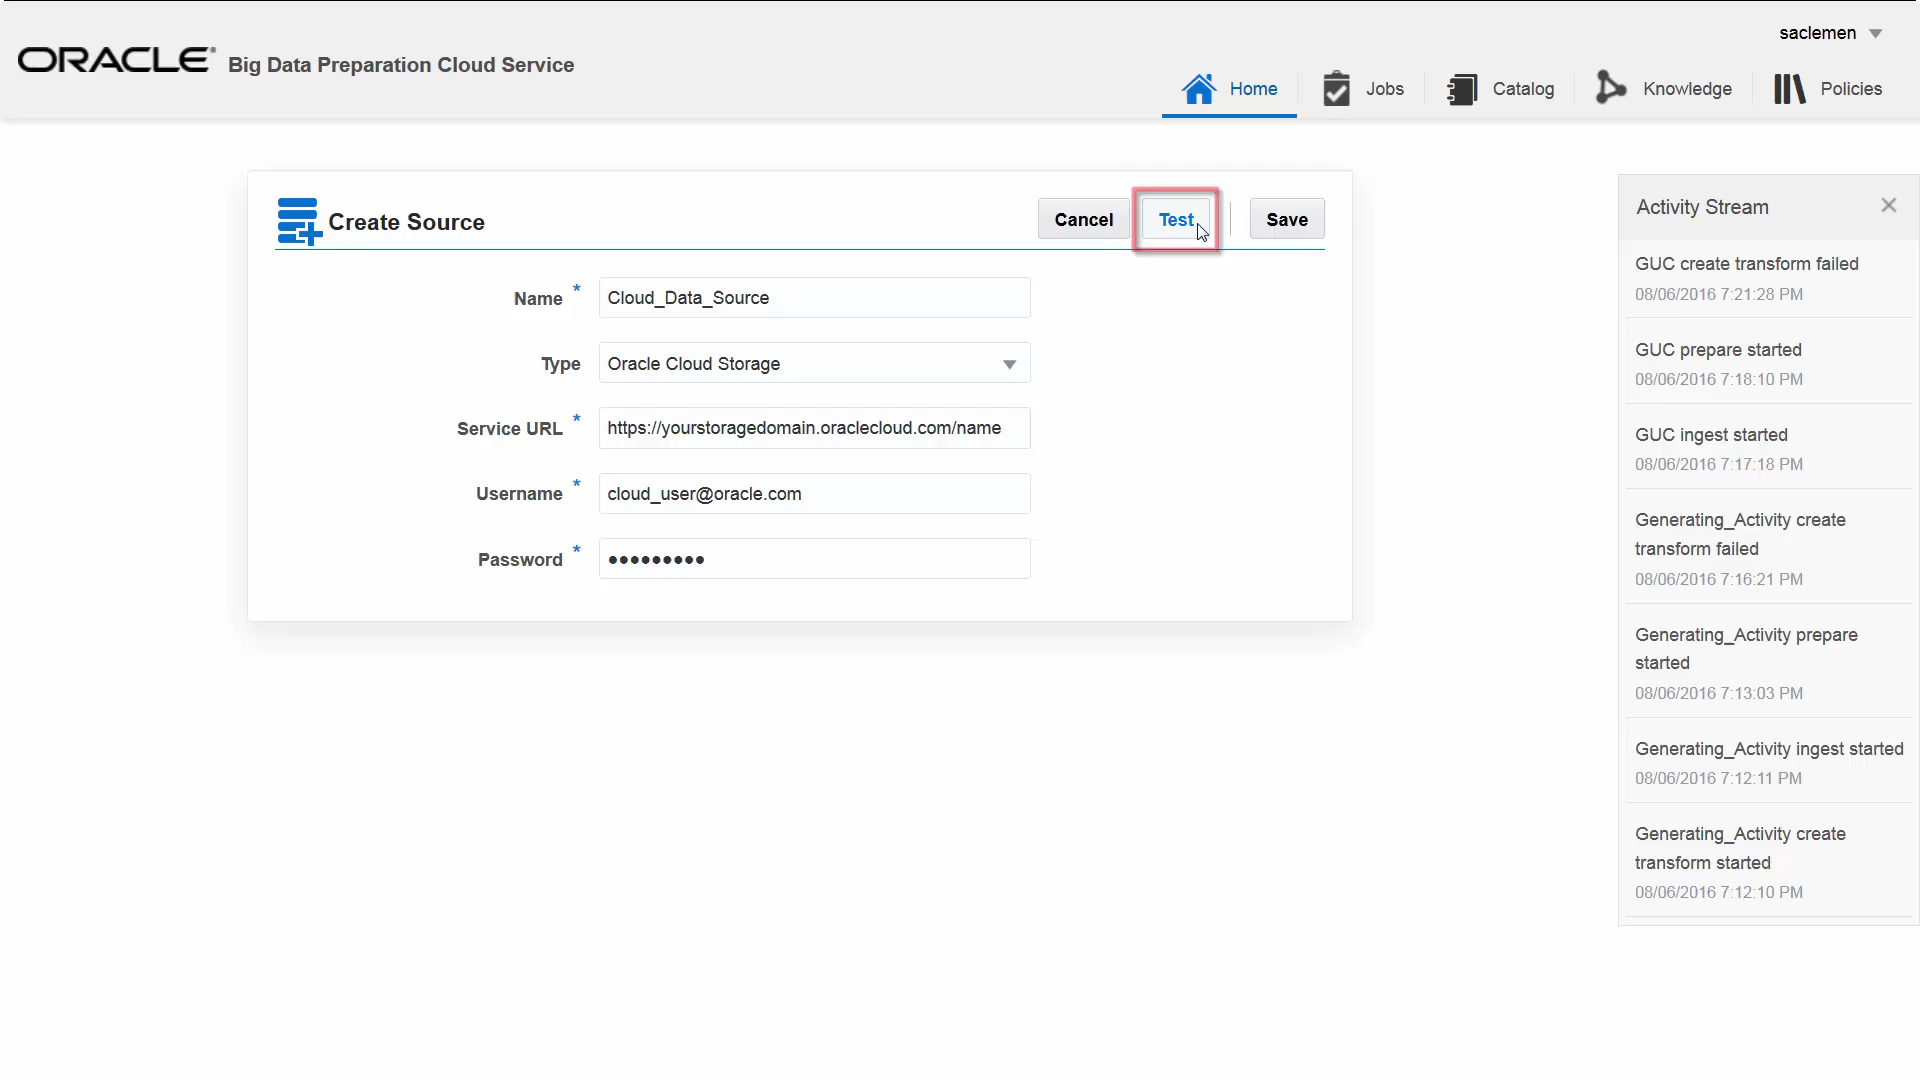 ORACLE® Big Data Preparation Cloud Service
saclemen
Home
Jobs
Catalog
Knowledge
Policies
Create Source
Cancel
Test
Save
Name *
Cloud_Data_Source
Type
Oracle Cloud Storage
Service URL *
https://yourstoragedomain.oraclecloud.com/name
Username *
cloud_user@oracle.com
Password *
•••••••••
Activity Stream
GUC create transform failed
08/06/2016 7:21:28 PM
GUC prepare started
08/06/2016 7:18:10 PM
GUC ingest started
08/06/2016 7:17:18 PM
Generating_Activity create
transform failed
08/06/2016 7:16:21 PM
Generating_Activity prepare
started
08/06/2016 7:13:03 PM
Generating_Activity ingest started
08/06/2016 7:12:11 PM
Generating_Activity create
transform started
08/06/2016 7:12:10 PM